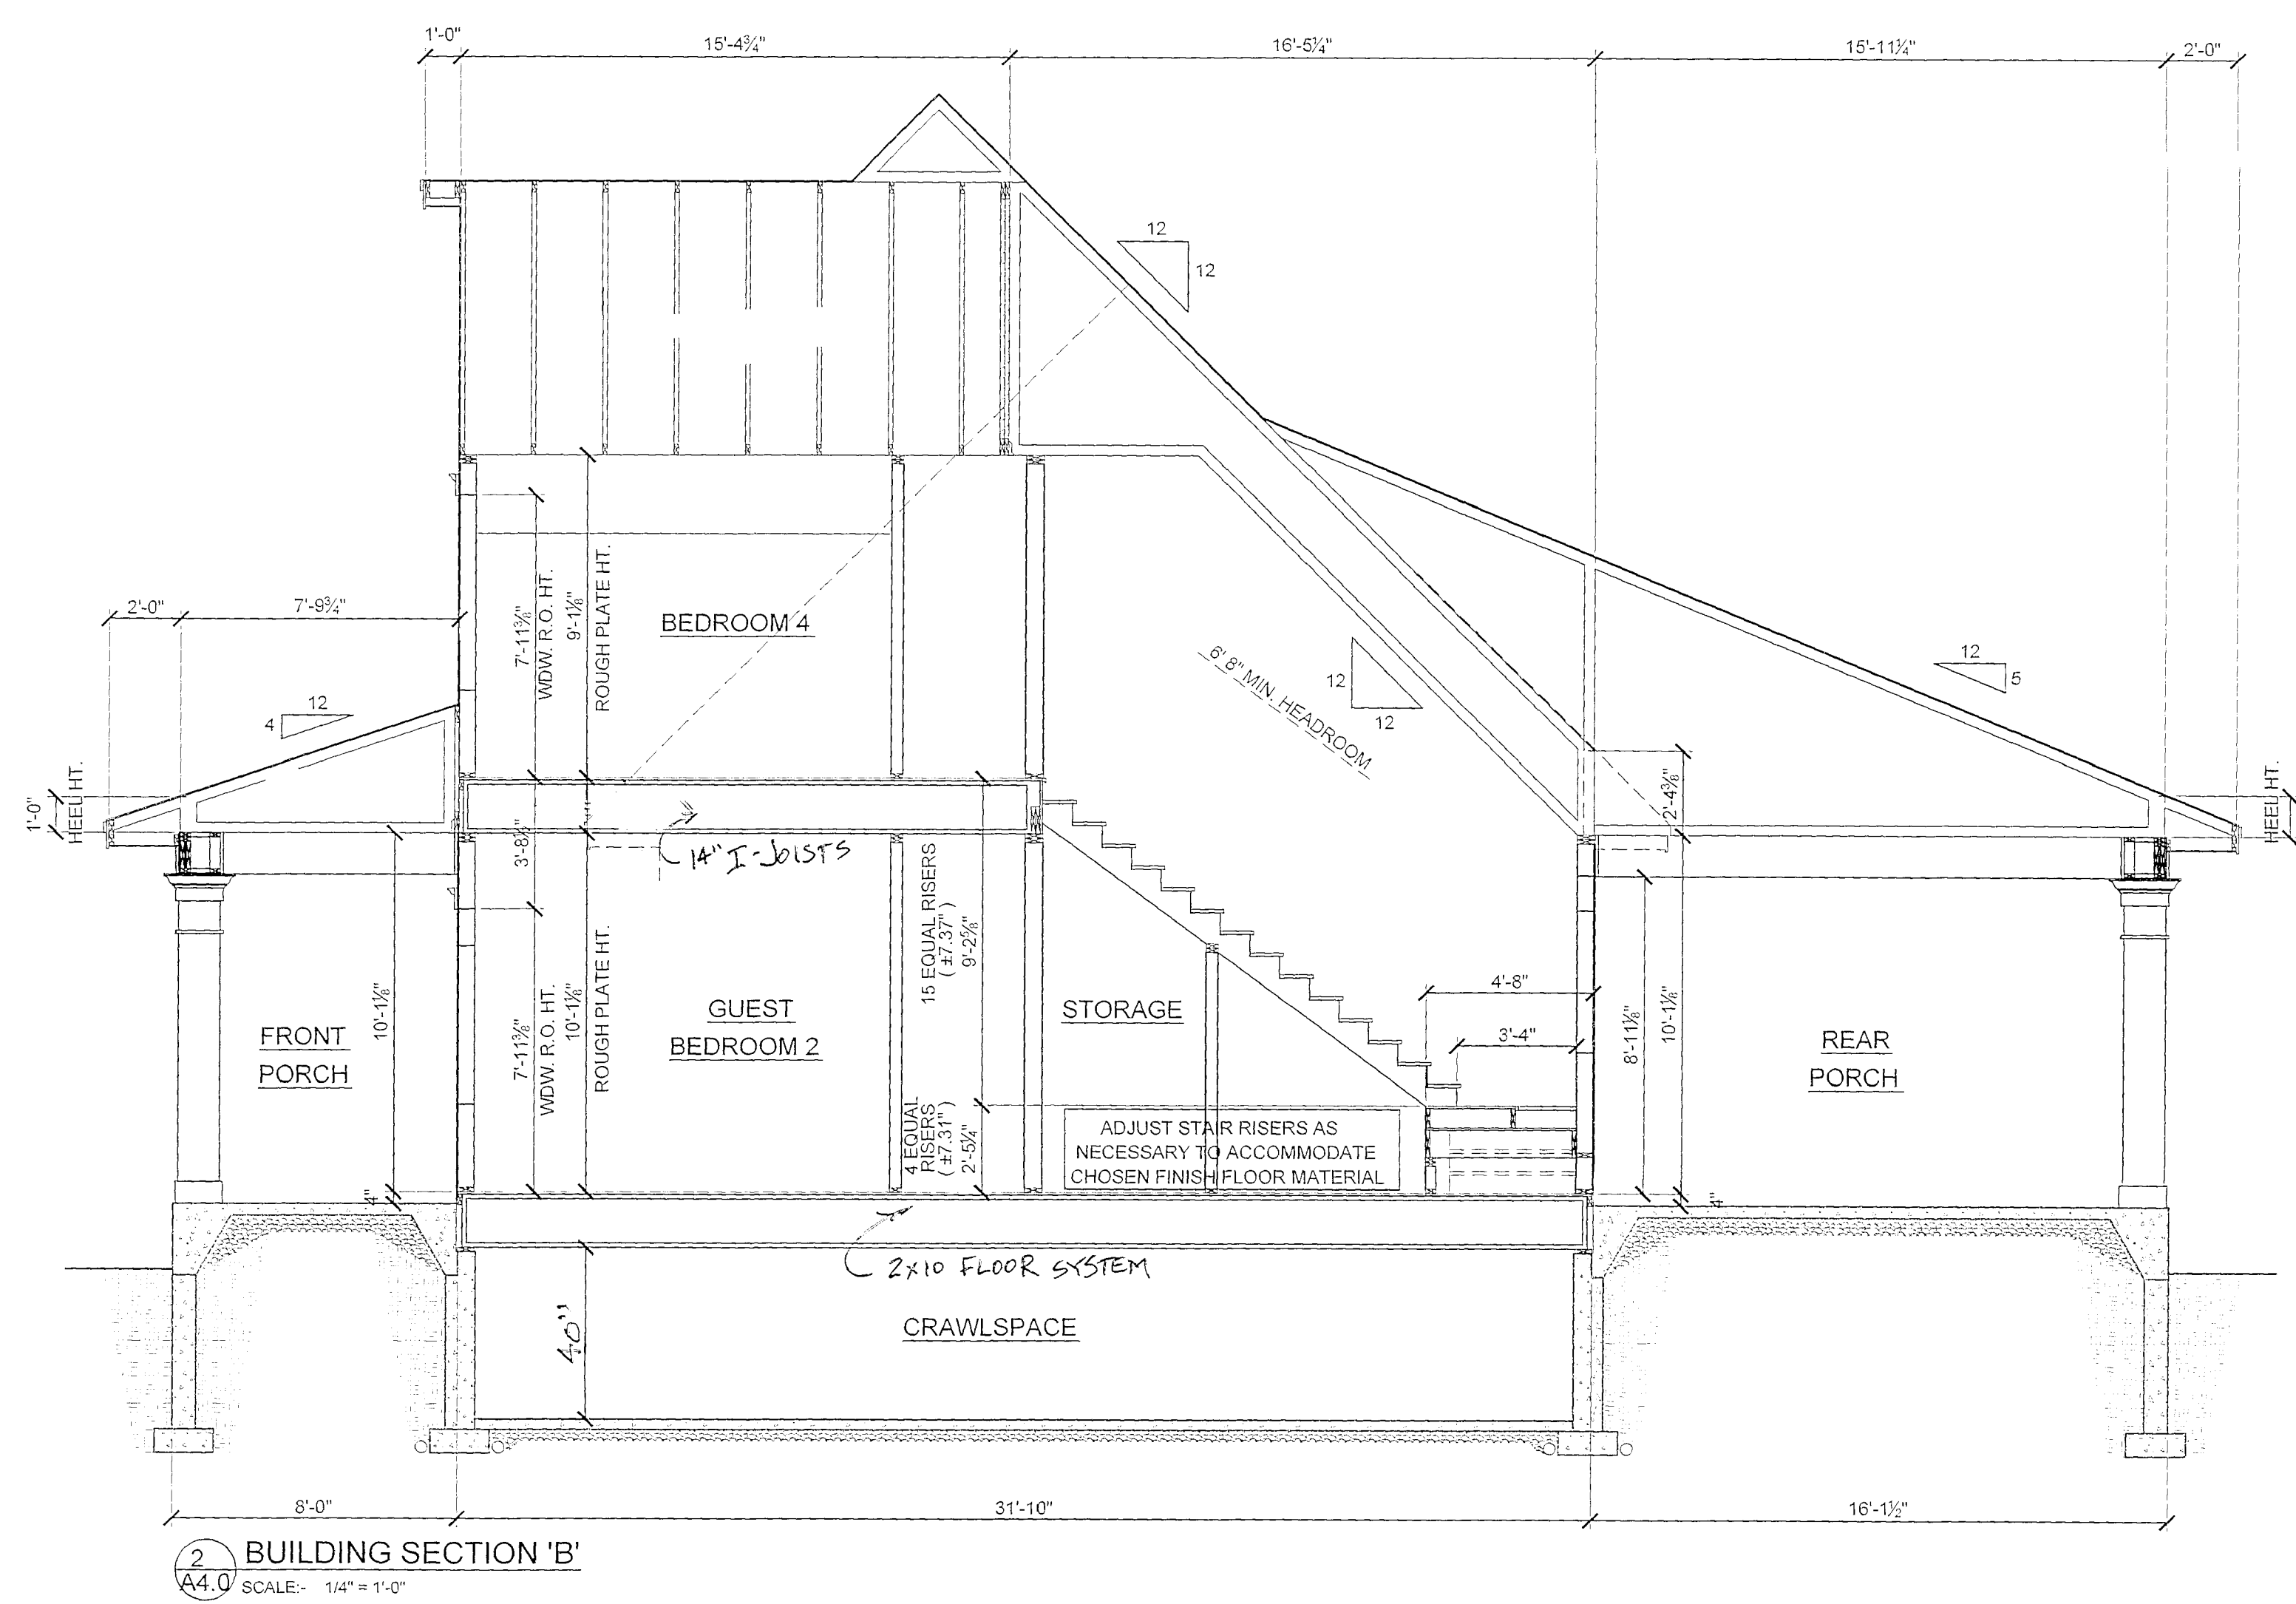 1'-0"
15'-4¾"
16'-5¼"
15'-11¼"
2'-0"
12
12
2'-0"
7'-9¾"
12
4
1'-0"
HEEL HT.
7'-11⅜"
WDW. R.O. HT.
9'-1⅛"
ROUGH PLATE HT.
BEDROOM 4
6' 8" MIN. HEADROOM
12
12
12
5
2'-4⅜"
HEEL HT.
3'-8½"
14" I-JOISTS
15 EQUAL RISERS
( ±7.37" )
9'-2⅝"
10'-1⅛"
7'-11⅜"
WDW. R.O. HT.
10'-1⅛"
ROUGH PLATE HT.
FRONT
PORCH
GUEST
BEDROOM 2
STORAGE
4'-8"
3'-4"
8'-11⅛"
10'-1⅛"
REAR
PORCH
4 EQUAL
RISERS
( ±7.31" )
2'-5¼"
ADJUST STAIR RISERS AS
NECESSARY TO ACCOMMODATE
CHOSEN FINISH FLOOR MATERIAL
4"
4"
2x10 FLOOR SYSTEM
40"
CRAWLSPACE
8'-0"
31'-10"
16'-1½"
2
A4.0
BUILDING SECTION 'B'
SCALE:- 1/4" = 1'-0"